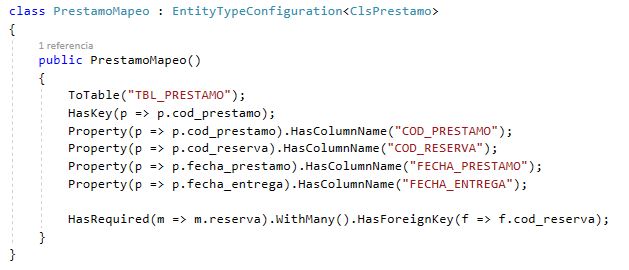 class PrestamoMapeo : EntityTypeConfiguration<ClsPrestamo>
{
1 referencia
public PrestamoMapeo()
{
ToTable("TBL_PRESTAMO");
HasKey(p => p.cod_prestamo);
Property(p => p.cod_prestamo).HasColumnName("COD_PRESTAMO");
Property(p => p.cod_reserva).HasColumnName("COD_RESERVA");
Property(p => p.fecha_prestamo).HasColumnName("FECHA_PRESTAMO");
Property(p => p.fecha_entrega).HasColumnName("FECHA_ENTREGA");
HasRequired(m => m.reserva).WithMany().HasForeignKey(f => f.cod_reserva);
}
}